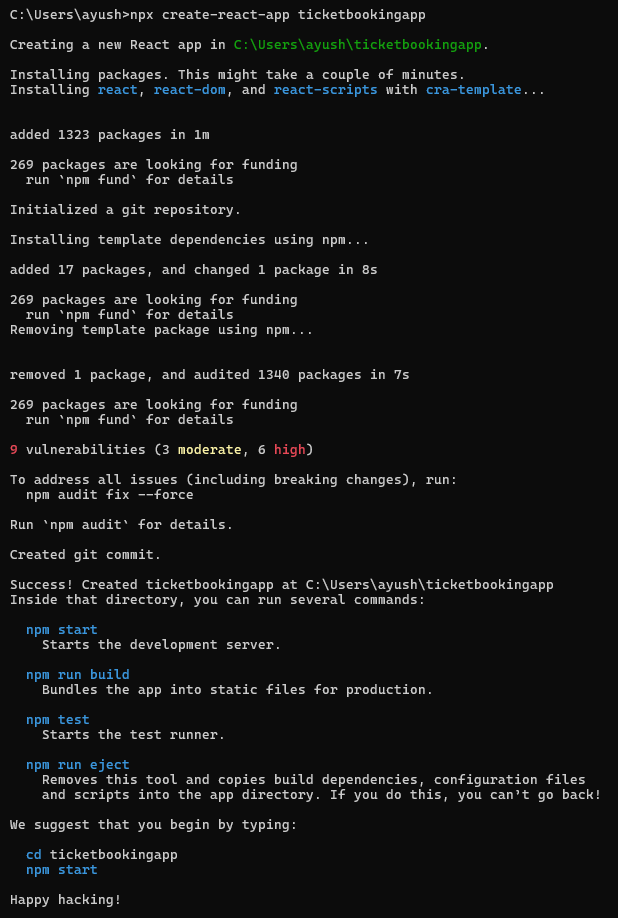 C:\Users\ayush>npx create-react-app ticketbookingapp
Creating a new React app in C:\Users\ayush\ticketbookingapp.
Installing packages. This might take a couple of minutes.
Installing react, react-dom, and react-scripts with cra-template...
added 1323 packages in 1m
269 packages are looking for funding
  run `npm fund` for details
Initialized a git repository.
Installing template dependencies using npm...
added 17 packages, and changed 1 package in 8s
269 packages are looking for funding
  run `npm fund` for details
Removing template package using npm...
removed 1 package, and audited 1340 packages in 7s
269 packages are looking for funding
  run `npm fund` for details
9 vulnerabilities (3 moderate, 6 high)
To address all issues (including breaking changes), run:
  npm audit fix --force
Run `npm audit` for details.
Created git commit.
Success! Created ticketbookingapp at C:\Users\ayush\ticketbookingapp
Inside that directory, you can run several commands:
  npm start
    Starts the development server.
  npm run build
    Bundles the app into static files for production.
  npm test
    Starts the test runner.
  npm run eject
    Removes this tool and copies build dependencies, configuration files
    and scripts into the app directory. If you do this, you can’t go back!
We suggest that you begin by typing:
  cd ticketbookingapp
  npm start
Happy hacking!